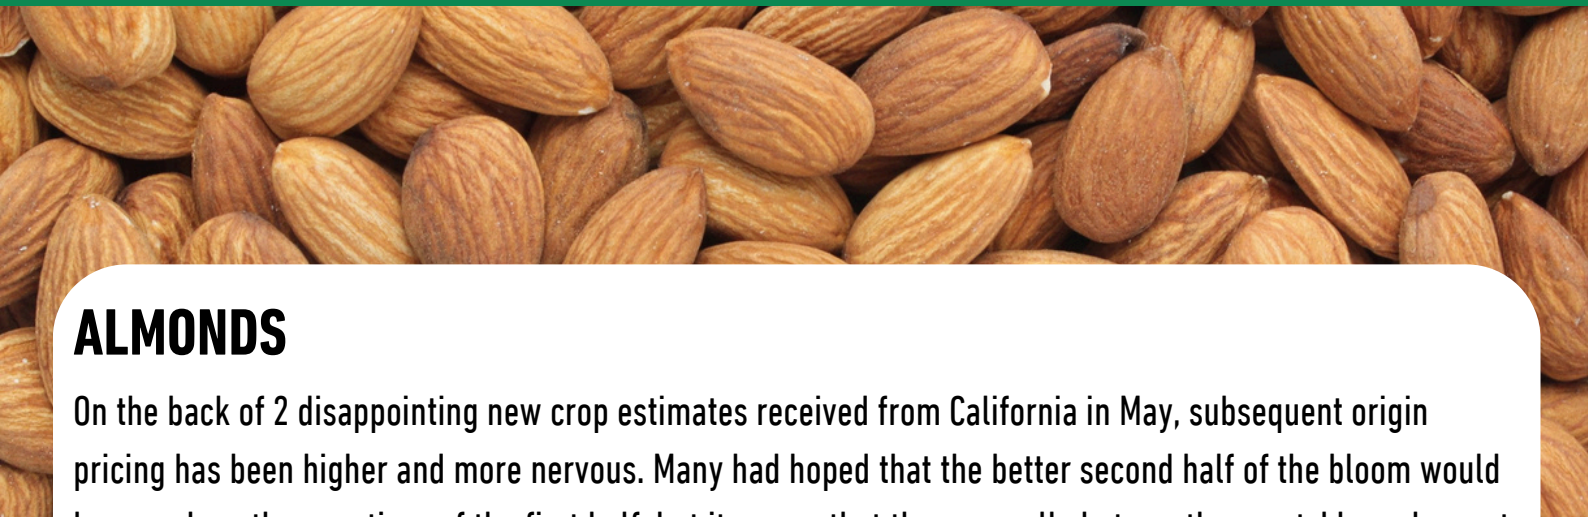 ALMONDS
On the back of 2 disappointing new crop estimates received from California in May, subsequent origin
pricing has been higher and more nervous. Many had hoped that the better second half of the bloom would